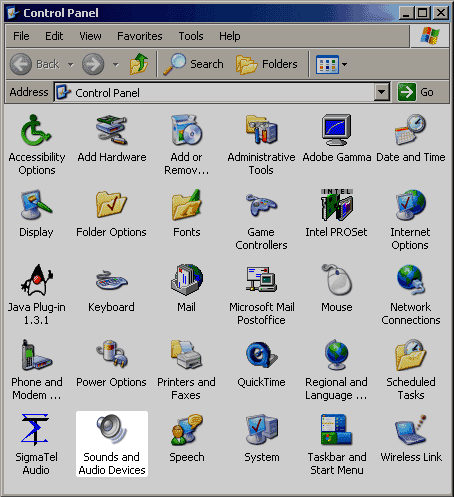 Control Panel
File Edit View Favorites Tools Help
Back Search Folders
Address Control Panel Go
Accessibility Options
Add Hardware
Add or Remov...
Administrative Tools
Adobe Gamma
Date and Time
Display
Folder Options
Fonts
Game Controllers
INTEL
Intel PROSet
Internet Options
Java Plug-in 1.3.1
Keyboard
Mail
Microsoft Mail Postoffice
Mouse
Network Connections
Phone and Modem ...
Power Options
Printers and Faxes
QuickTime
Regional and Language ...
Scheduled Tasks
SigmaTel Audio
Sounds and Audio Devices
Speech
System
Taskbar and Start Menu
Wireless Link